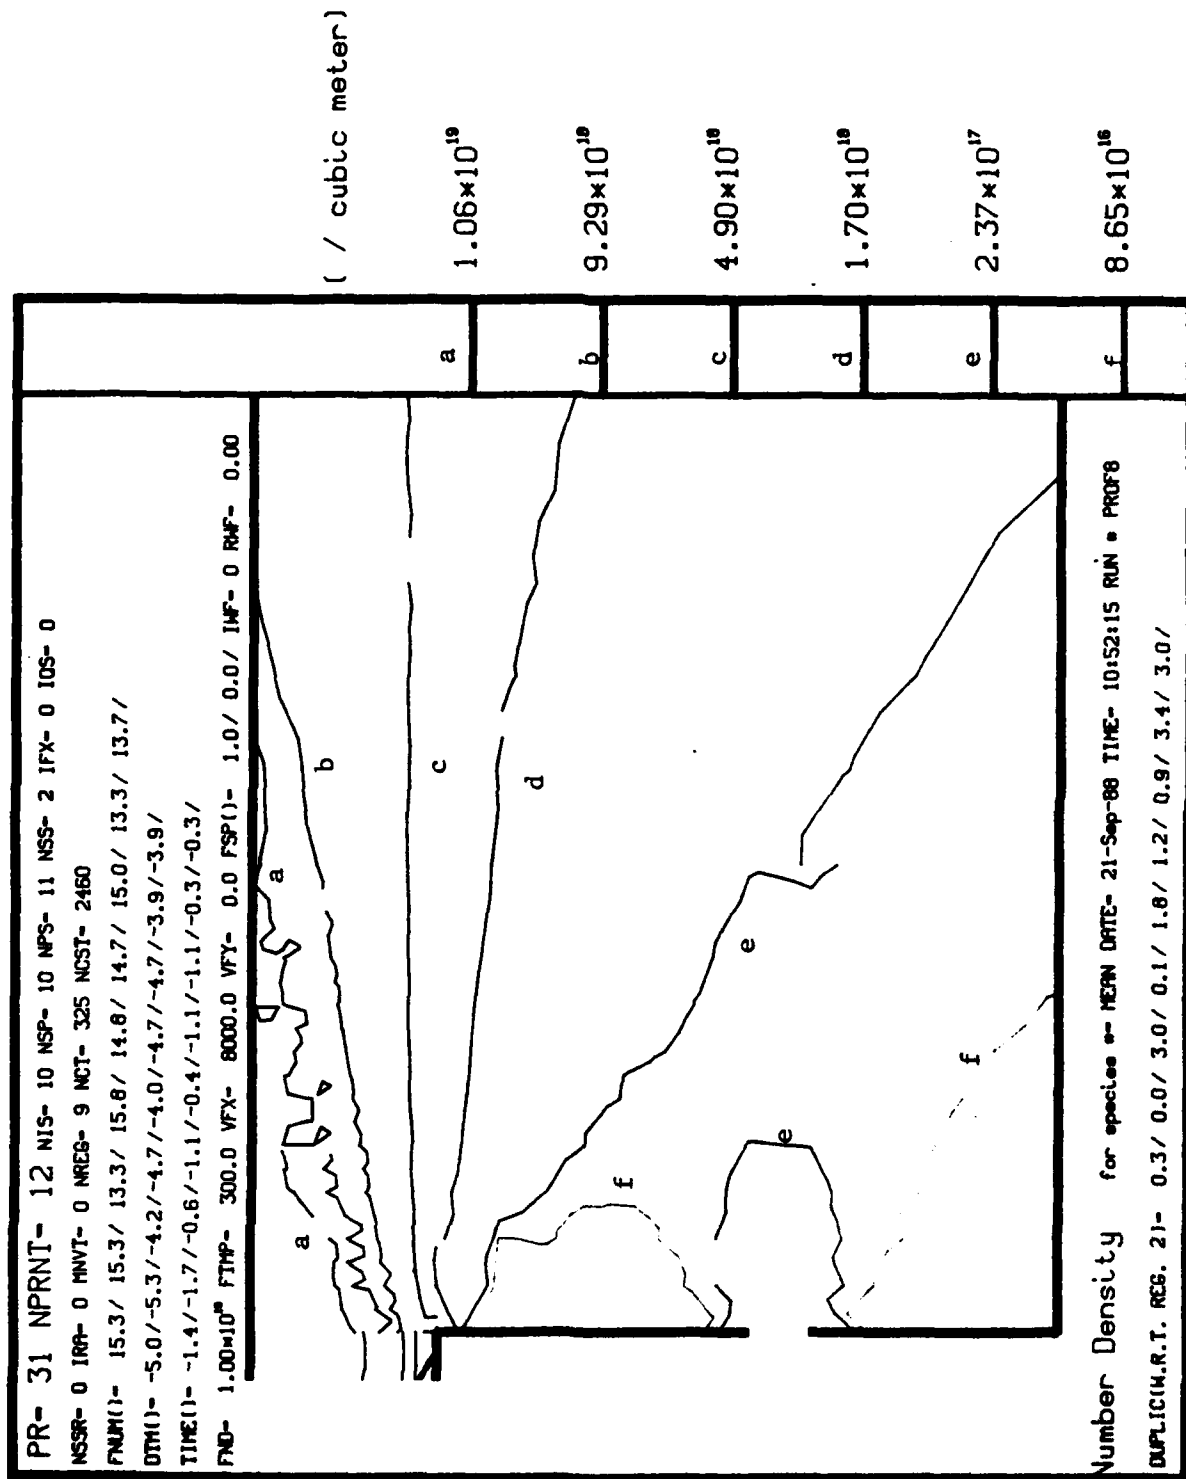 PR= 31 NPRNT= 12 NIS= 10 NSP= 10 NPS= 11 NSS= 2 IFX= 0 IOS= 0
NSSR= 0 IRA= 0 MNVT= 0 NREG= 9 NCT= 325 NCST= 2460
FNUM()= 15.3/ 15.3/ 13.3/ 15.8/ 14.8/ 14.7/ 15.0/ 13.3/ 13.7/
DTM()= -5.0/-5.3/-4.2/-4.7/-4.0/-4.7/-4.7/-3.9/-3.9/
TIME()= -1.4/-1.7/-0.6/-1.1/-0.4/-1.1/-1.1/-0.3/-0.3/
FND= 1.00×10¹⁸ FTMP= 300.0 VFX= 8000.0 VFY= 0.0 FSP()= 1.0/ 0.0/ IWF= 0 RWF= 0.00
a
a
b
c
d
e
e
f
f
( / cubic meter)
a 1.06×10¹⁹
b 9.29×10¹⁸
c 4.90×10¹⁸
d 1.70×10¹⁸
e 2.37×10¹⁷
f 8.65×10¹⁶
Number Density for species = MEAN DATE= 21-Sep-88 TIME= 10:52:15 RUN = PROF8
DUPLIC(W.R.T. REG. 2)= 0.3/ 0.0/ 3.0/ 0.1/ 1.8/ 1.2/ 0.9/ 3.4/ 3.0/